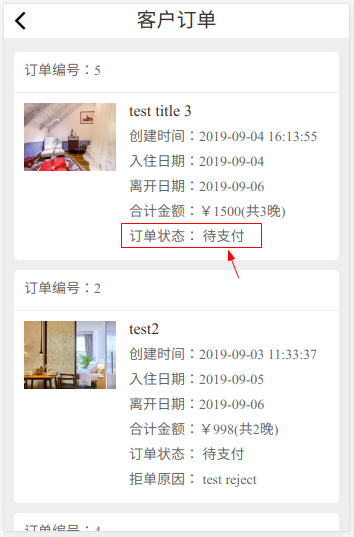 客户订单
订单编号：5
test title 3
创建时间：2019-09-04 16:13:55
入住日期：2019-09-04
离开日期：2019-09-06
合计金额：￥1500(共3晚)
订单状态： 待支付
订单编号：2
test2
创建时间：2019-09-03 11:33:37
入住日期：2019-09-05
离开日期：2019-09-06
合计金额：￥998(共2晚)
订单状态： 待支付
拒单原因： test reject
订单编号：4